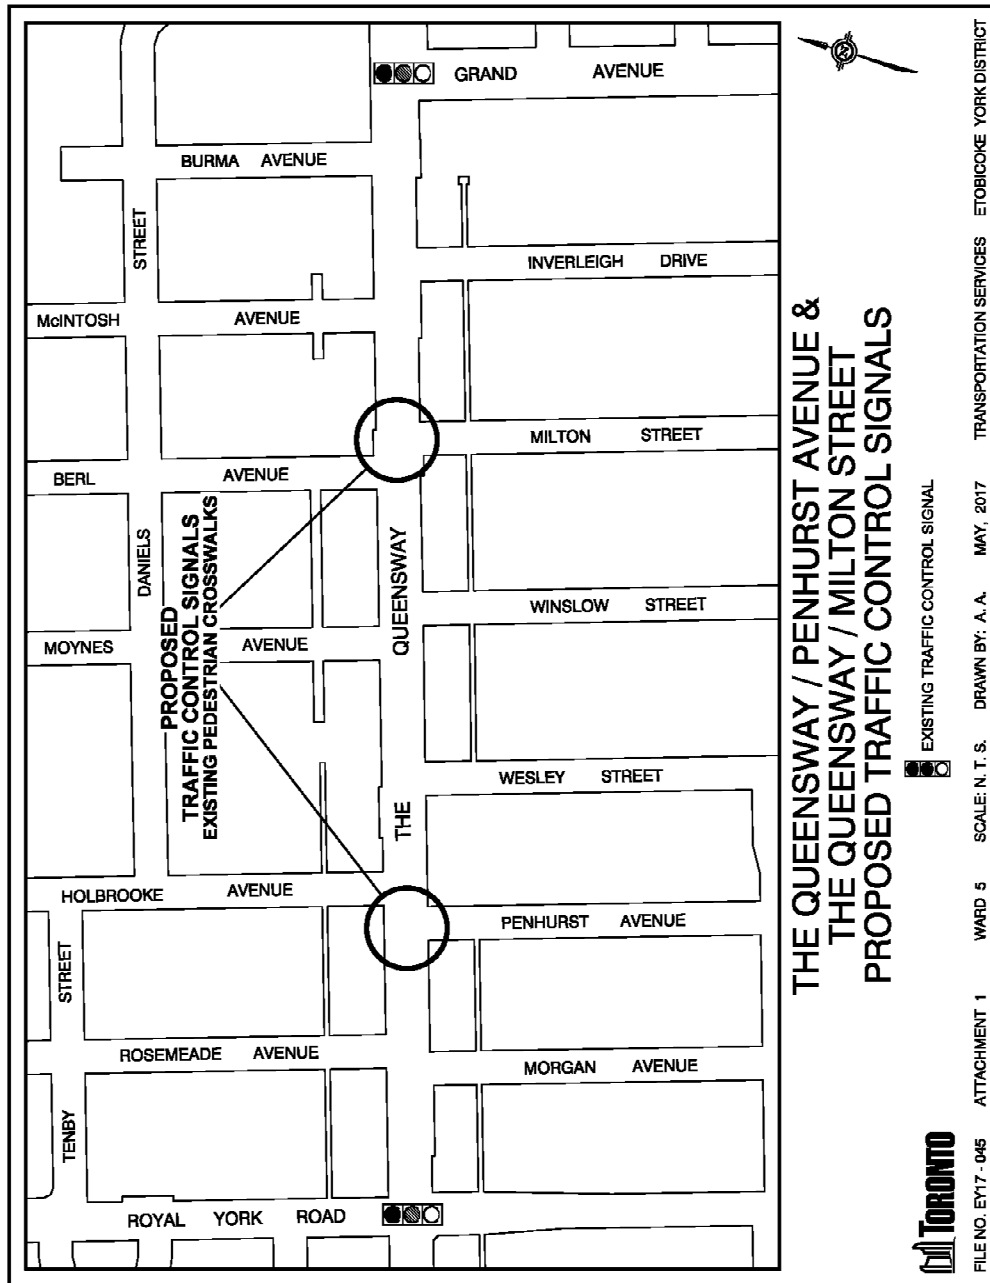 GRAND AVENUE
BURMA AVENUE
STREET
INVERLEIGH DRIVE
McINTOSH AVENUE
MILTON STREET
BERL AVENUE
DANIELS
PROPOSED
TRAFFIC CONTROL SIGNALS
EXISTING PEDESTRIAN CROSSWALKS
QUEENSWAY
WINSLOW STREET
MOYNES AVENUE
THE
WESLEY STREET
HOLBROOKE AVENUE
PENHURST AVENUE
STREET
ROSEMEADE AVENUE
MORGAN AVENUE
TENBY
ROYAL YORK ROAD
N
THE QUEENSWAY / PENHURST AVENUE &
THE QUEENSWAY / MILTON STREET
PROPOSED TRAFFIC CONTROL SIGNALS
EXISTING TRAFFIC CONTROL SIGNAL
TORONTO
FILE NO. EY17 - 045 ATTACHMENT 1 WARD 5 SCALE: N. T. S. DRAWN BY: A. A. MAY, 2017 TRANSPORTATION SERVICES ETOBICOKE YORK DISTRICT